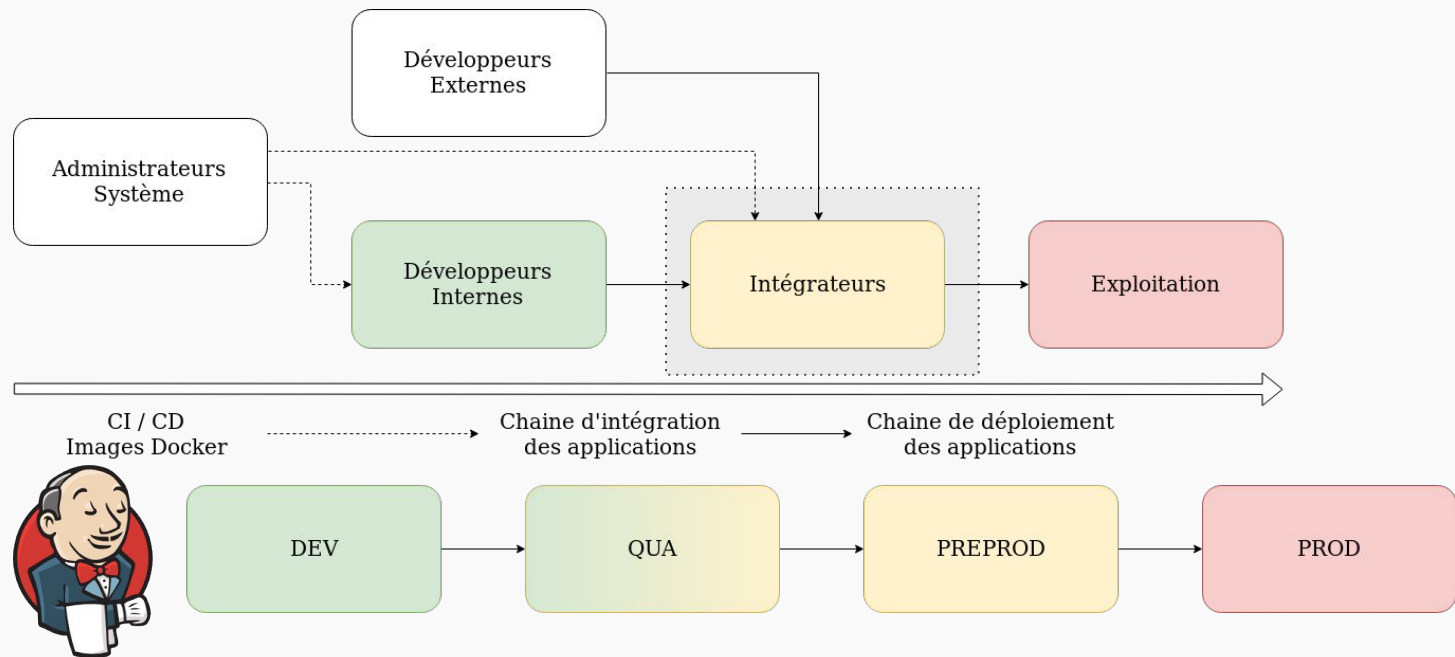 Développeurs
Externes
Administrateurs
Système
Développeurs
Internes
Intégrateurs
Exploitation
CI / CD
Images Docker
Chaine d'intégration
des applications
Chaine de déploiement
des applications
DEV
QUA
PREPROD
PROD